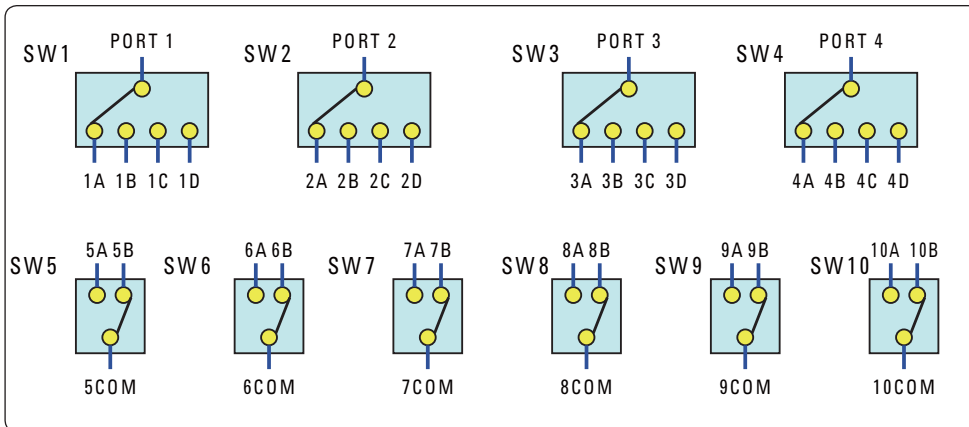 PORT 1 PORT 2 PORT 3 PORT 4
SW1 SW2 SW3 SW4
1A 1B 1C 1D 2A 2B 2C 2D 3A 3B 3C 3D 4A 4B 4C 4D
5A 5B 6A 6B 7A 7B 8A 8B 9A 9B 10A 10B
SW5 SW6 SW7 SW8 SW9 SW10
5COM 6COM 7COM 8COM 9COM 10COM